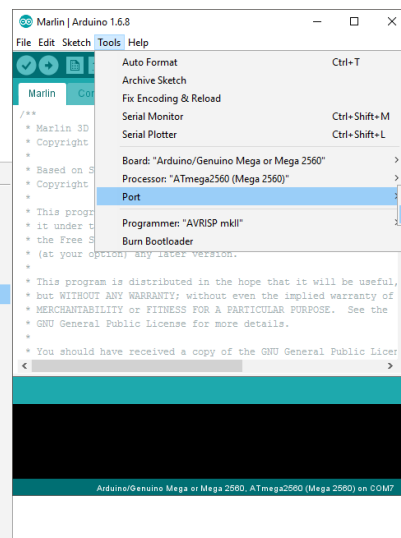 Marlin | Arduino 1.6.8
File Edit Sketch Tools Help
Auto Format Ctrl+T
Archive Sketch
Fix Encoding & Reload
Serial Monitor Ctrl+Shift+M
Serial Plotter Ctrl+Shift+L
Board: "Arduino/Genuino Mega or Mega 2560"
Processor: "ATmega2560 (Mega 2560)"
Port
Programmer: "AVRISP mkII"
Burn Bootloader
Marlin
/**
* Marlin 3D
* Copyright
*
* Based on
* Copyright
*
* This
* it under
* the Free
* (at your option) any later version.
*
* This program is distributed in the hope that it will be useful,
* but WITHOUT ANY WARRANTY; without even the implied warranty of
* MERCHANTABILITY or FITNESS FOR A PARTICULAR PURPOSE. See the
* GNU General Public License for more details.
*
* You should have received a copy of the GNU General Public
Arduino/Genuino Mega or Mega 2560, ATmega2560 (Mega 2560) on COM7